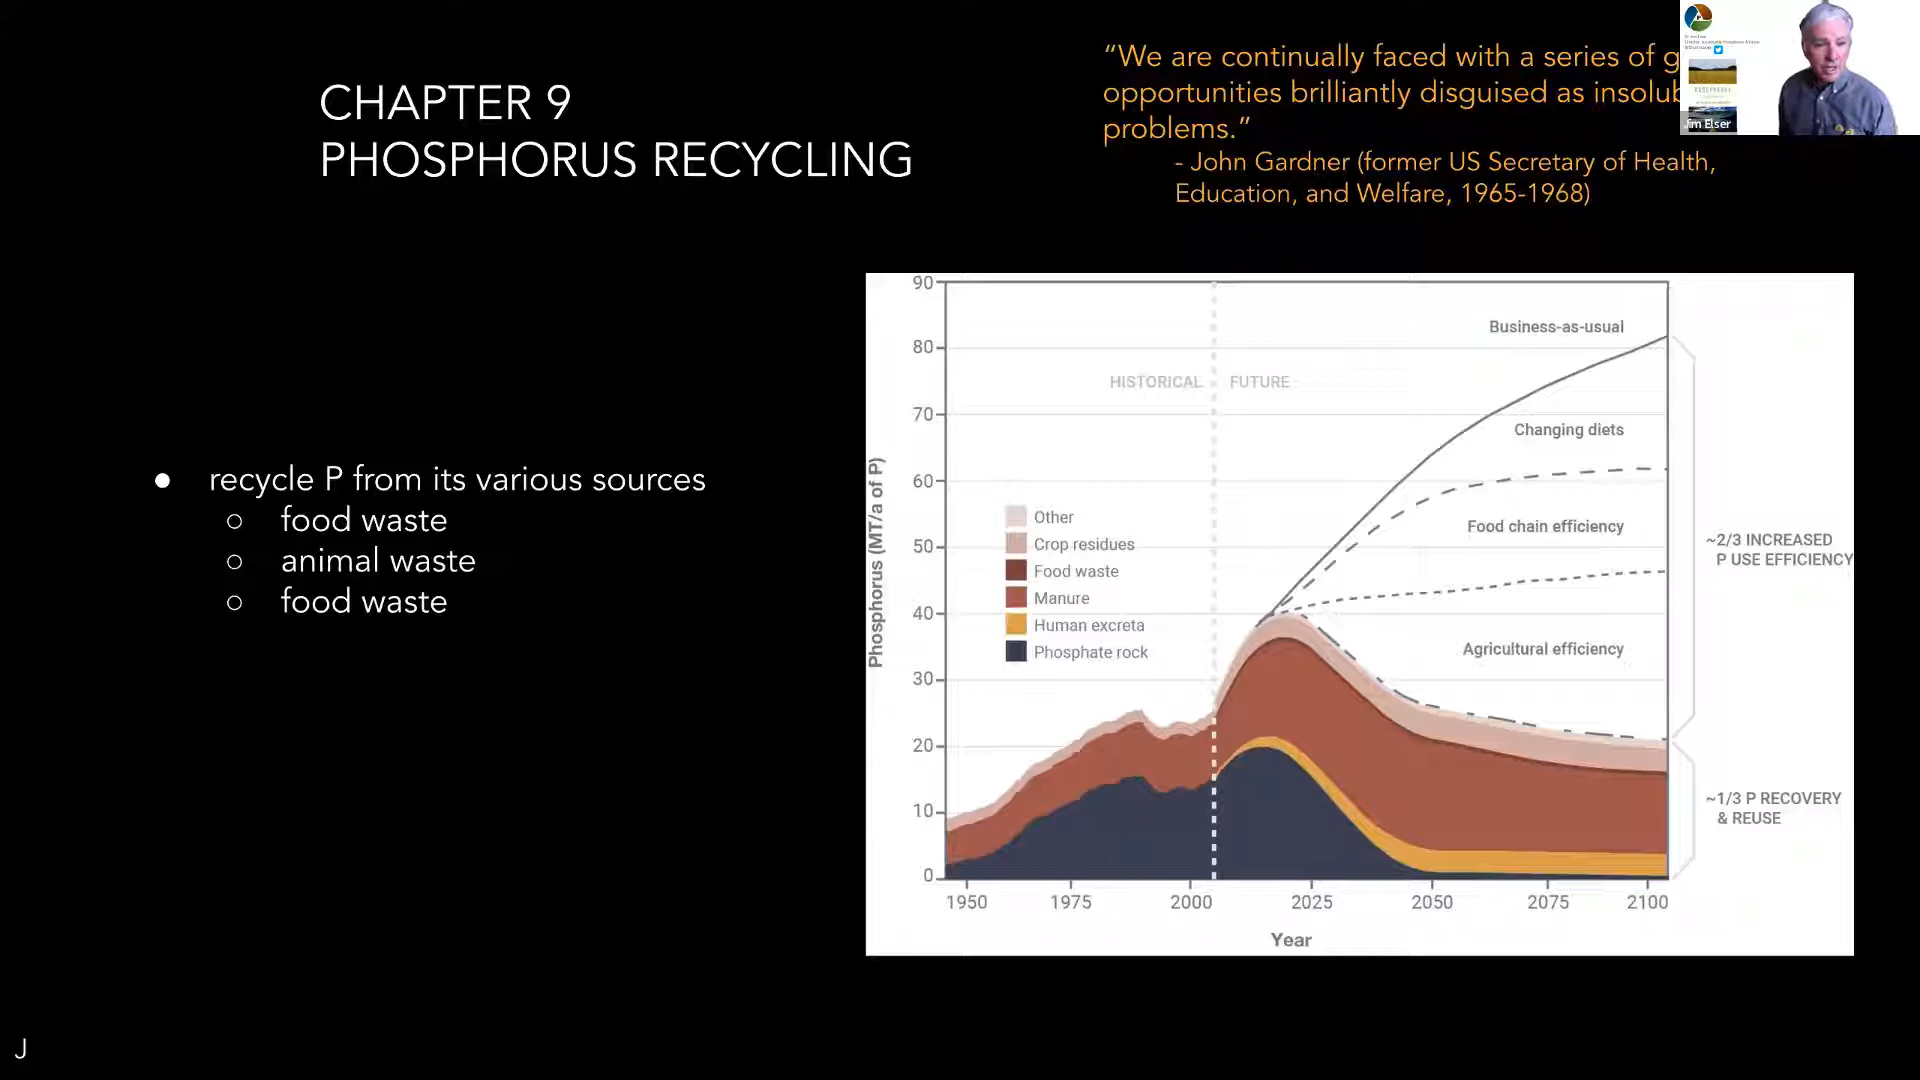 CHAPTER 9
PHOSPHORUS RECYCLING
“We are continually faced with a series of g
opportunities brilliantly disguised as insolub
problems.”
- John Gardner (former US Secretary of Health,
Education, and Welfare, 1965-1968)
Jim Elser
● recycle P from its various sources
○ food waste
○ animal waste
○ food waste
90
80
70
60
50
40
30
20
10
0
Phosphorus (MT/a of P)
HISTORICAL
FUTURE
Business-as-usual
Changing diets
Food chain efficiency
Agricultural efficiency
Other
Crop residues
Food waste
Manure
Human excreta
Phosphate rock
~2/3 INCREASED
P USE EFFICIENCY
~1/3 P RECOVERY
& REUSE
1950 1975 2000 2025 2050 2075 2100
Year
J